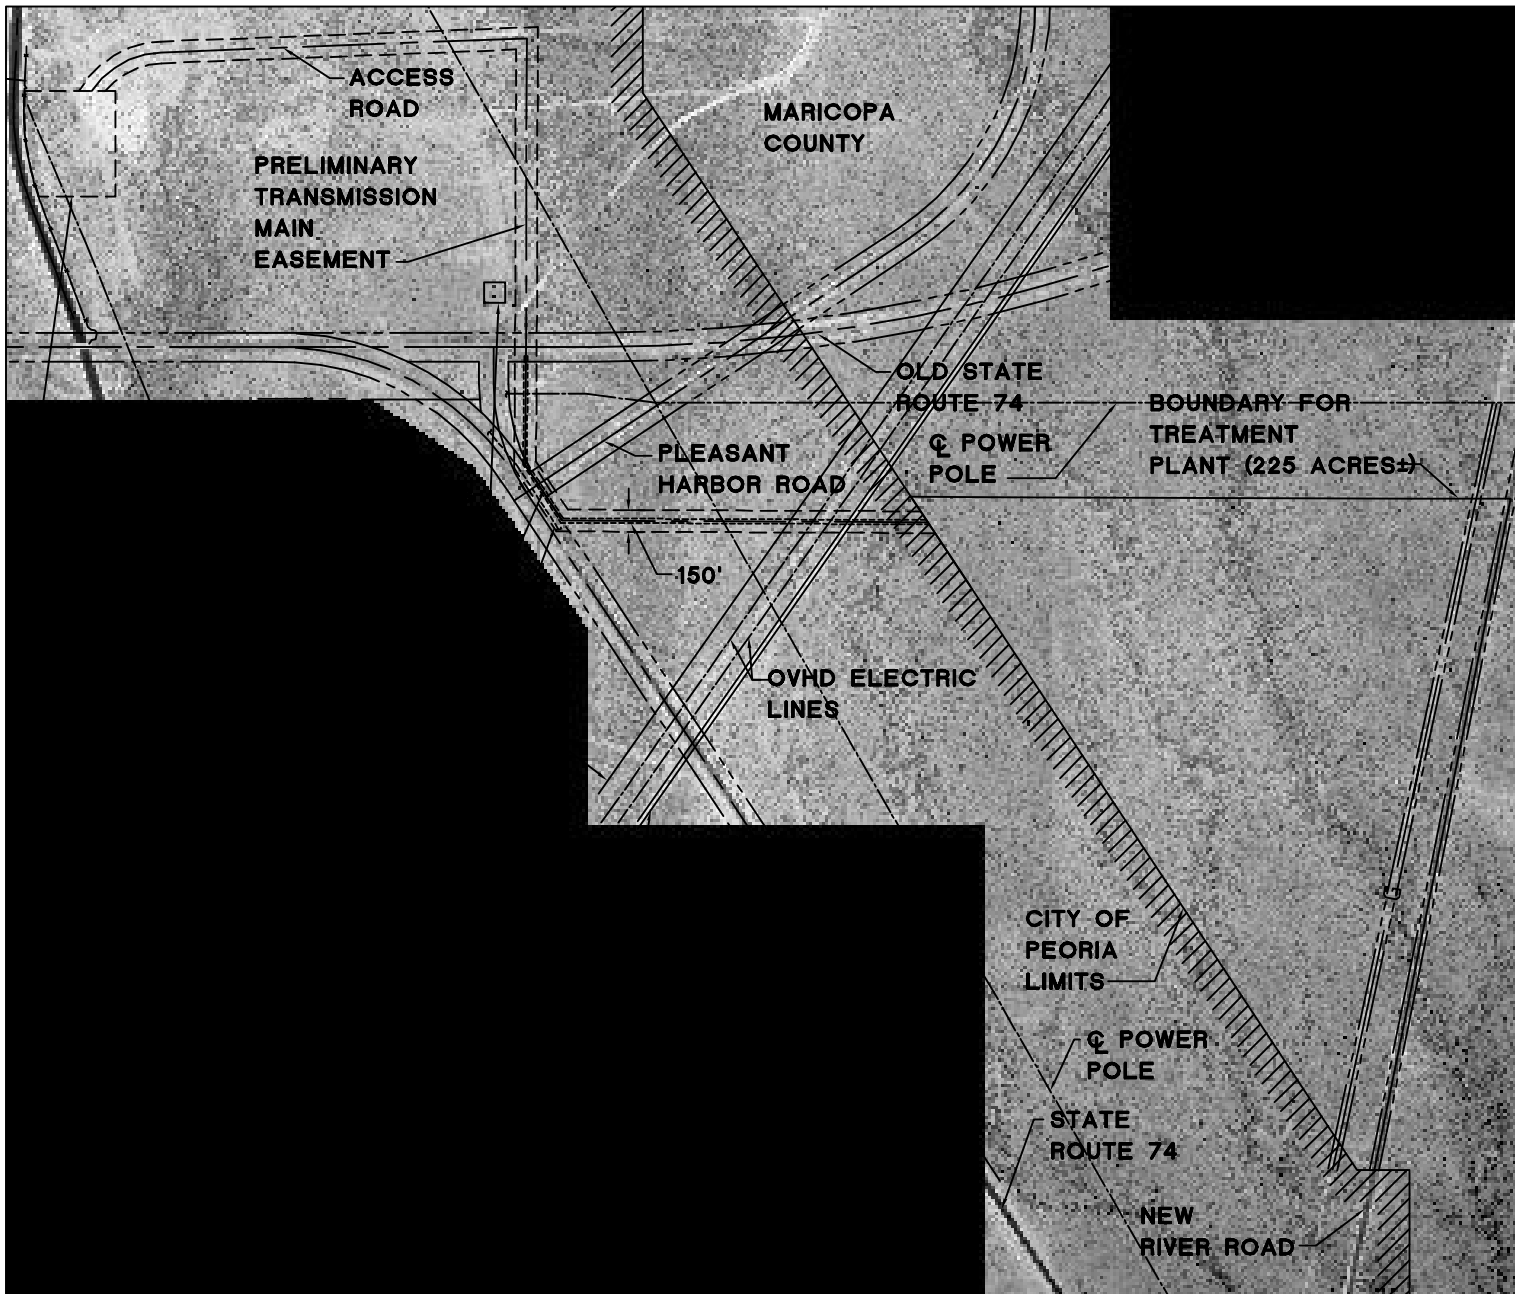 ACCESS
ROAD
MARICOPA
COUNTY
PRELIMINARY
TRANSMISSION
MAIN
EASEMENT
OLD STATE
ROUTE 74
BOUNDARY FOR
TREATMENT
PLANT (225 ACRES±)
℄ POWER
POLE
PLEASANT
HARBOR ROAD
150'
OVHD ELECTRIC
LINES
CITY OF
PEORIA
LIMITS
℄ POWER
POLE
STATE
ROUTE 74
NEW
RIVER ROAD